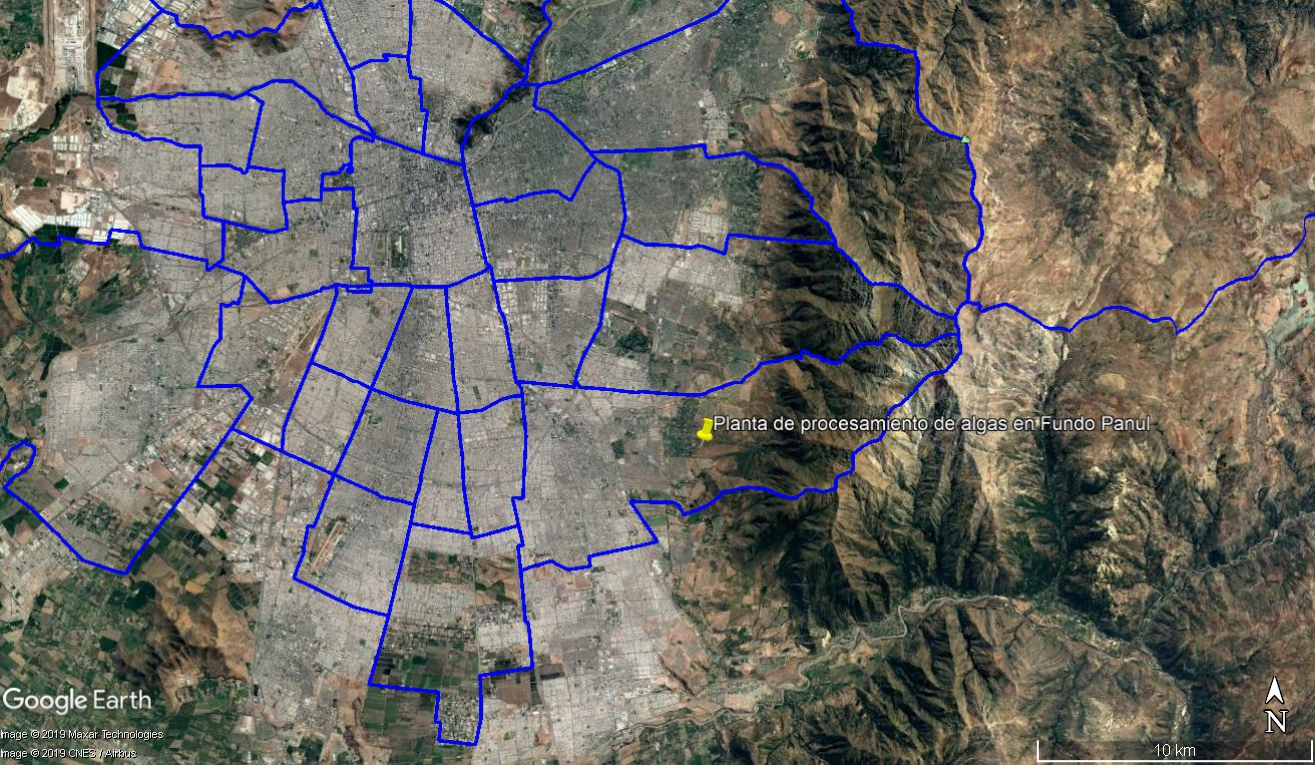 Planta de procesamiento de algas en Fundo Panul
Google Earth
Image © 2019 Maxar Technologies
Image © 2019 CNES / Airbus
N
10 km